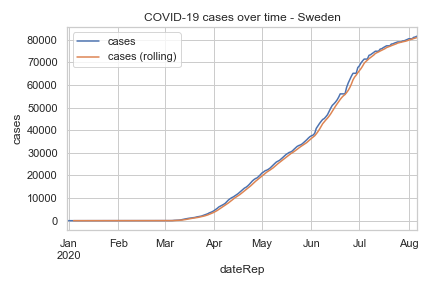 COVID-19 cases over time - Sweden
cases
cases (rolling)
80000
70000
60000
50000
40000
30000
20000
10000
0
cases
Jan Feb Mar Apr May Jun Jul Aug
2020
dateRep